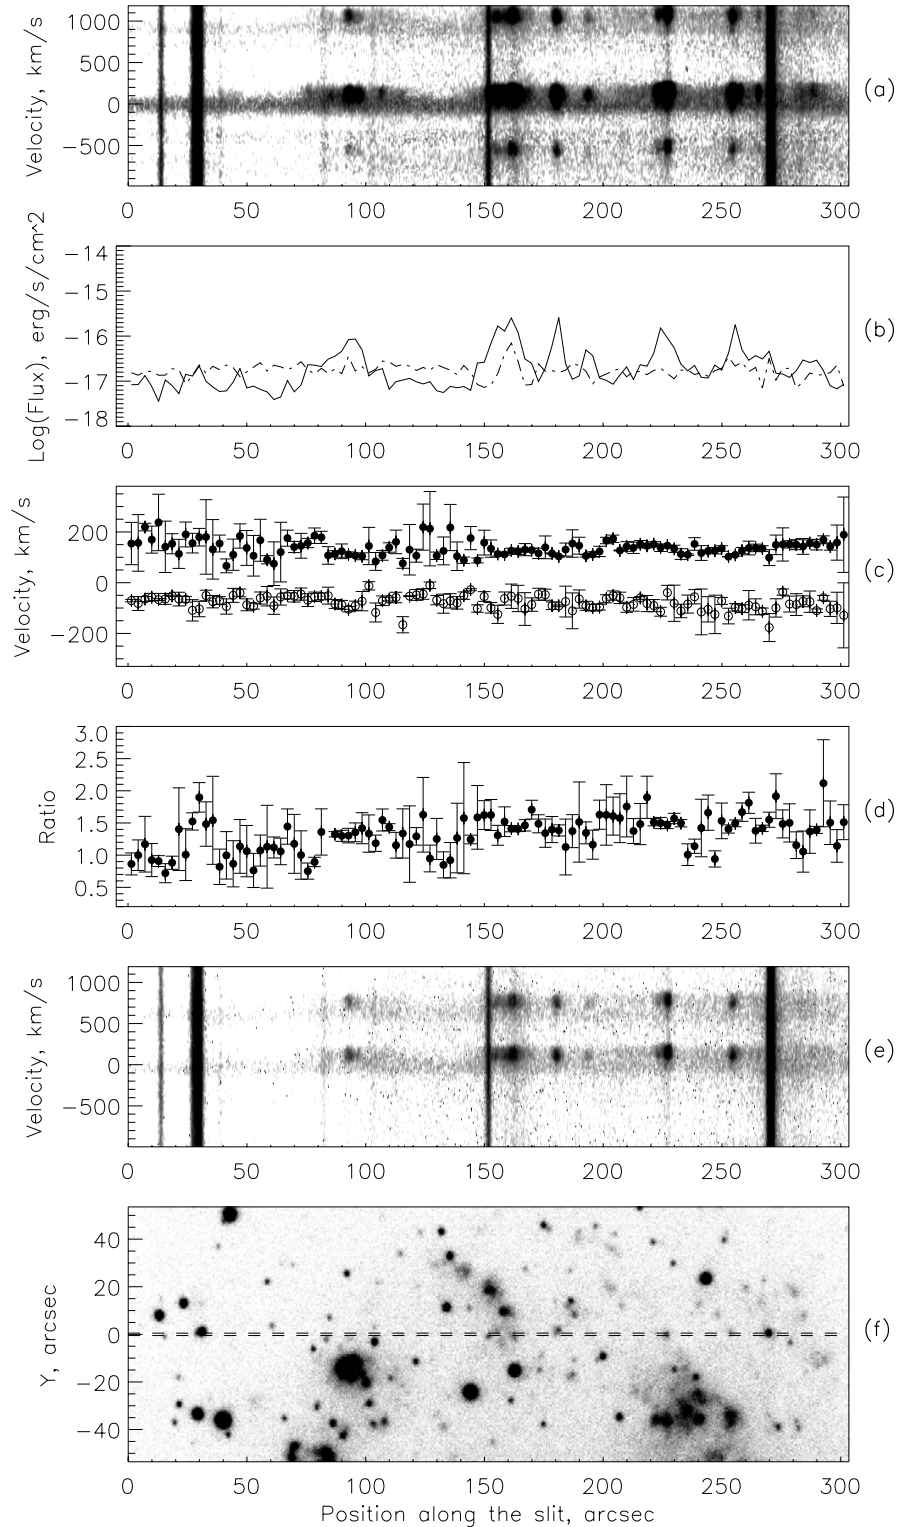 1000
500
0
−500
Velocity, km/s
(a)
0 50 100 150 200 250 300
−14
−15
−16
−17
−18
Log(Flux), erg/s/cm^2
(b)
0 50 100 150 200 250 300
200
0
−200
Velocity, km/s
(c)
0 50 100 150 200 250 300
3.0
2.5
2.0
1.5
1.0
0.5
Ratio
(d)
0 50 100 150 200 250 300
1000
500
0
−500
Velocity, km/s
(e)
0 50 100 150 200 250 300
40
20
0
−20
−40
Y, arcsec
(f)
0 50 100 150 200 250 300
Position along the slit, arcsec